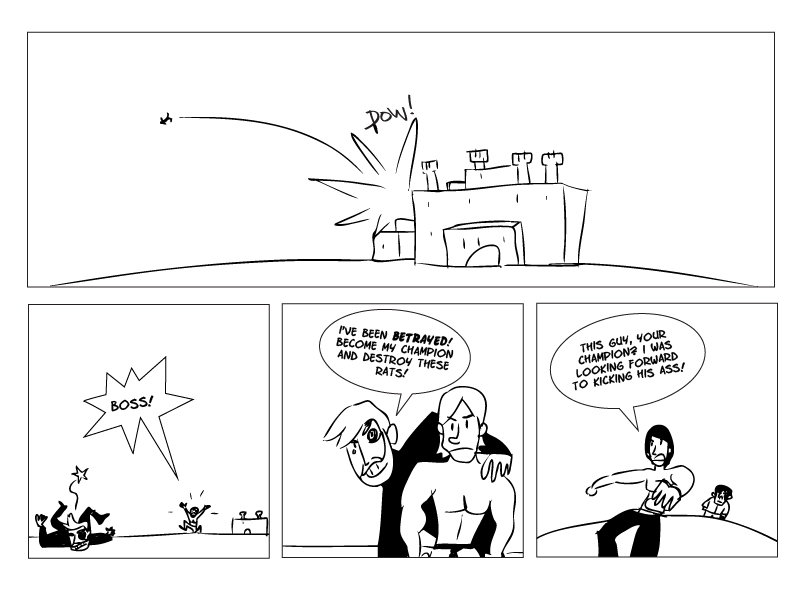 POW!
BOSS!
I'VE BEEN BETRAYED!
BECOME MY CHAMPION
AND DESTROY THESE
RATS!
THIS GUY, YOUR
CHAMPION? I WAS
LOOKING FORWARD
TO KICKING HIS ASS!